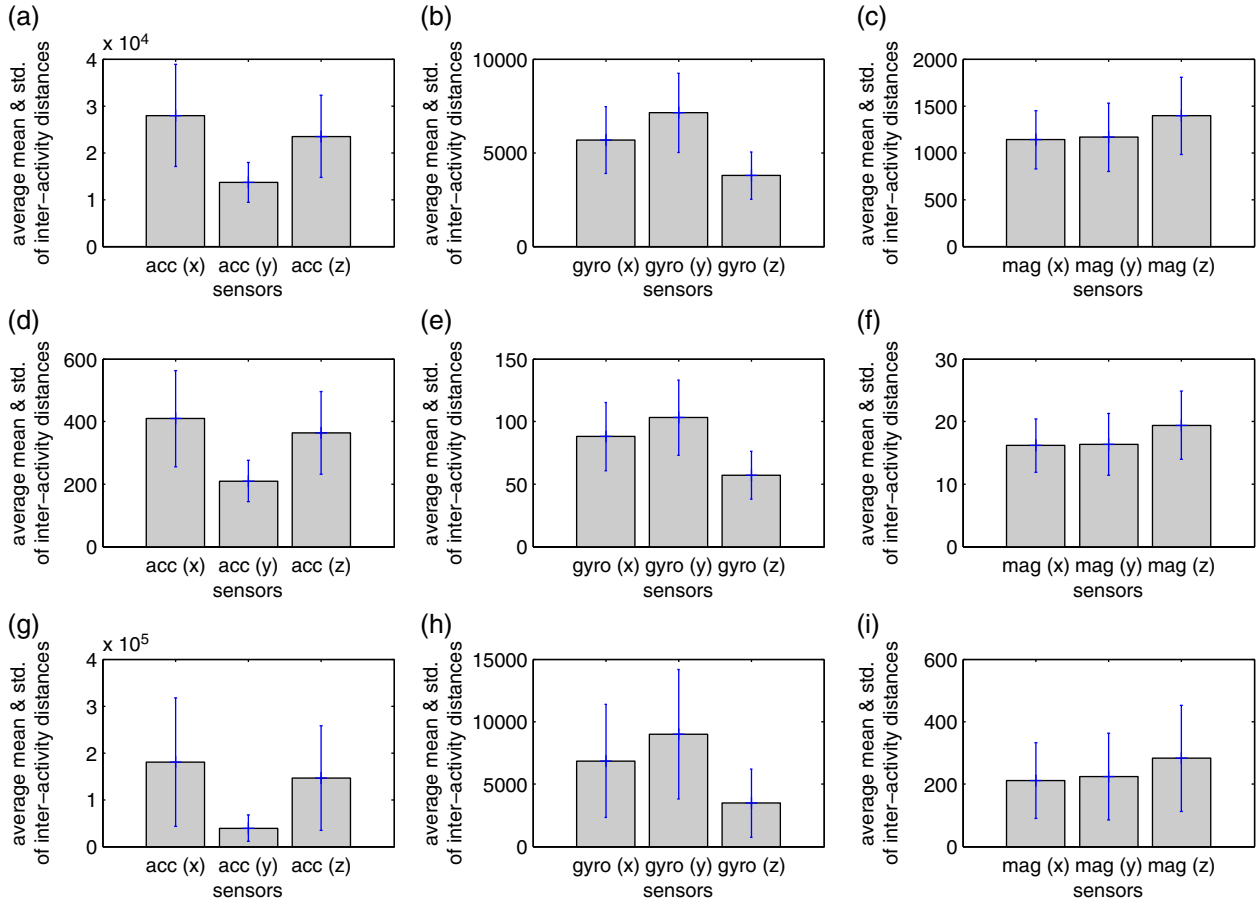 (a)
x 10^4
average mean & std.
of inter−activity distances
4
3
2
1
0
acc (x) acc (y) acc (z)
sensors
(b)
average mean & std.
of inter−activity distances
10000
5000
0
gyro (x) gyro (y) gyro (z)
sensors
(c)
average mean & std.
of inter−activity distances
2000
1500
1000
500
0
mag (x) mag (y) mag (z)
sensors
(d)
average mean & std.
of inter−activity distances
600
400
200
0
acc (x) acc (y) acc (z)
sensors
(e)
average mean & std.
of inter−activity distances
150
100
50
0
gyro (x) gyro (y) gyro (z)
sensors
(f)
average mean & std.
of inter−activity distances
30
20
10
0
mag (x) mag (y) mag (z)
sensors
(g)
x 10^5
average mean & std.
of inter−activity distances
4
3
2
1
0
acc (x) acc (y) acc (z)
sensors
(h)
average mean & std.
of inter−activity distances
15000
10000
5000
0
gyro (x) gyro (y) gyro (z)
sensors
(i)
average mean & std.
of inter−activity distances
600
400
200
0
mag (x) mag (y) mag (z)
sensors